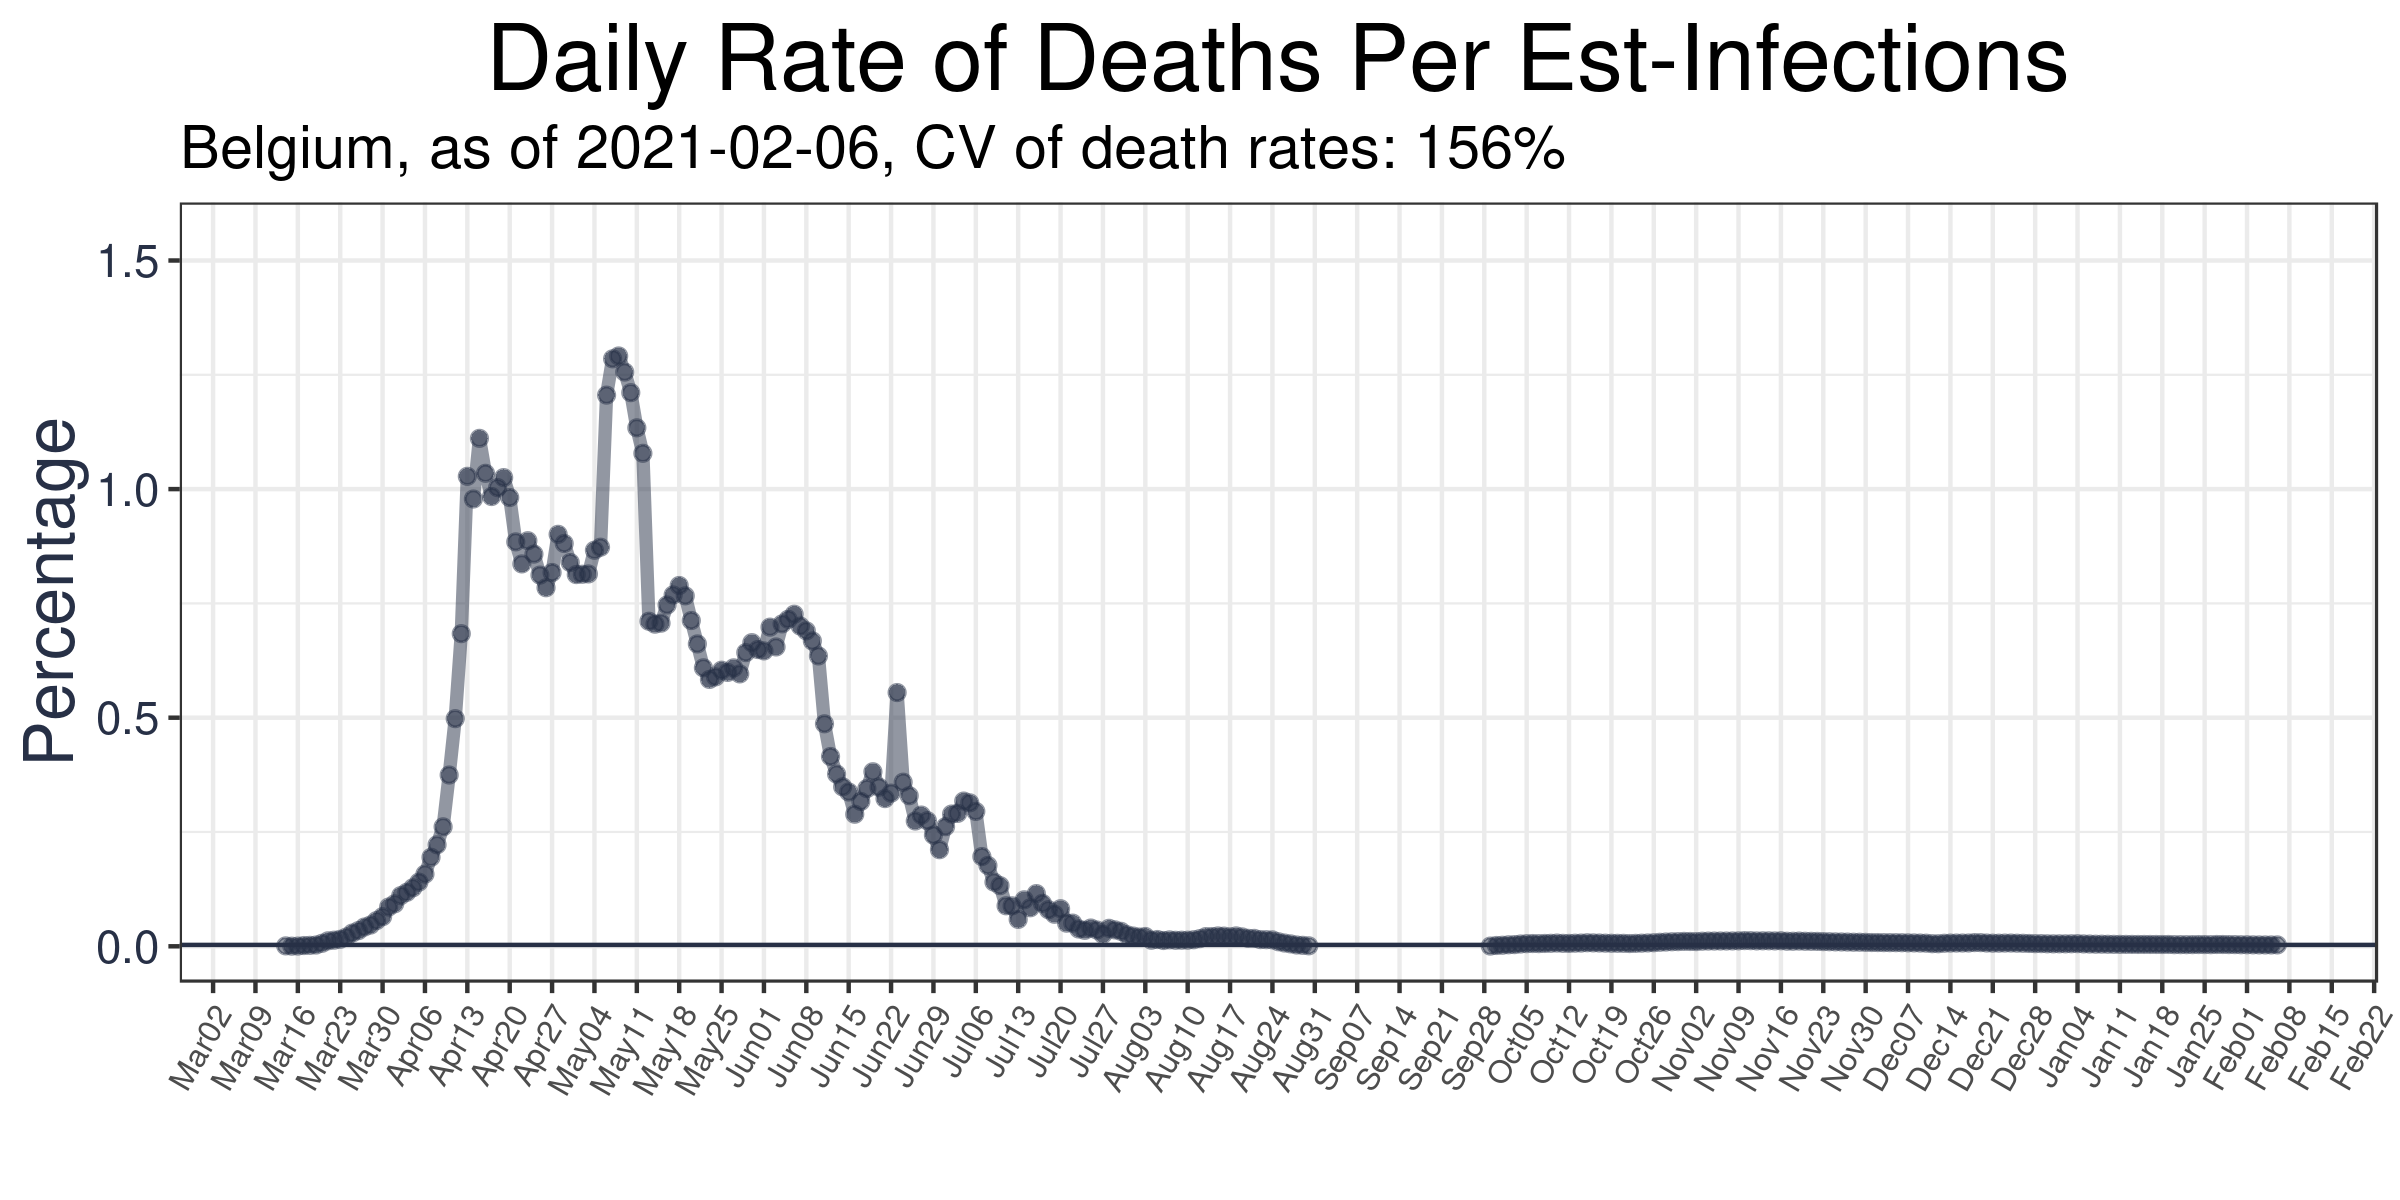 Daily Rate of Deaths Per Est-Infections
Belgium, as of 2021-02-06, CV of death rates: 156%
Percentage
1.5
1.0
0.5
0.0
Mar02
Mar09
Mar16
Mar23
Mar30
Apr06
Apr13
Apr20
Apr27
May04
May11
May18
May25
Jun01
Jun08
Jun15
Jun22
Jun29
Jul06
Jul13
Jul20
Jul27
Aug03
Aug10
Aug17
Aug24
Aug31
Sep07
Sep14
Sep21
Sep28
Oct05
Oct12
Oct19
Oct26
Nov02
Nov09
Nov16
Nov23
Nov30
Dec07
Dec14
Dec21
Dec28
Jan04
Jan11
Jan18
Jan25
Feb01
Feb08
Feb15
Feb22